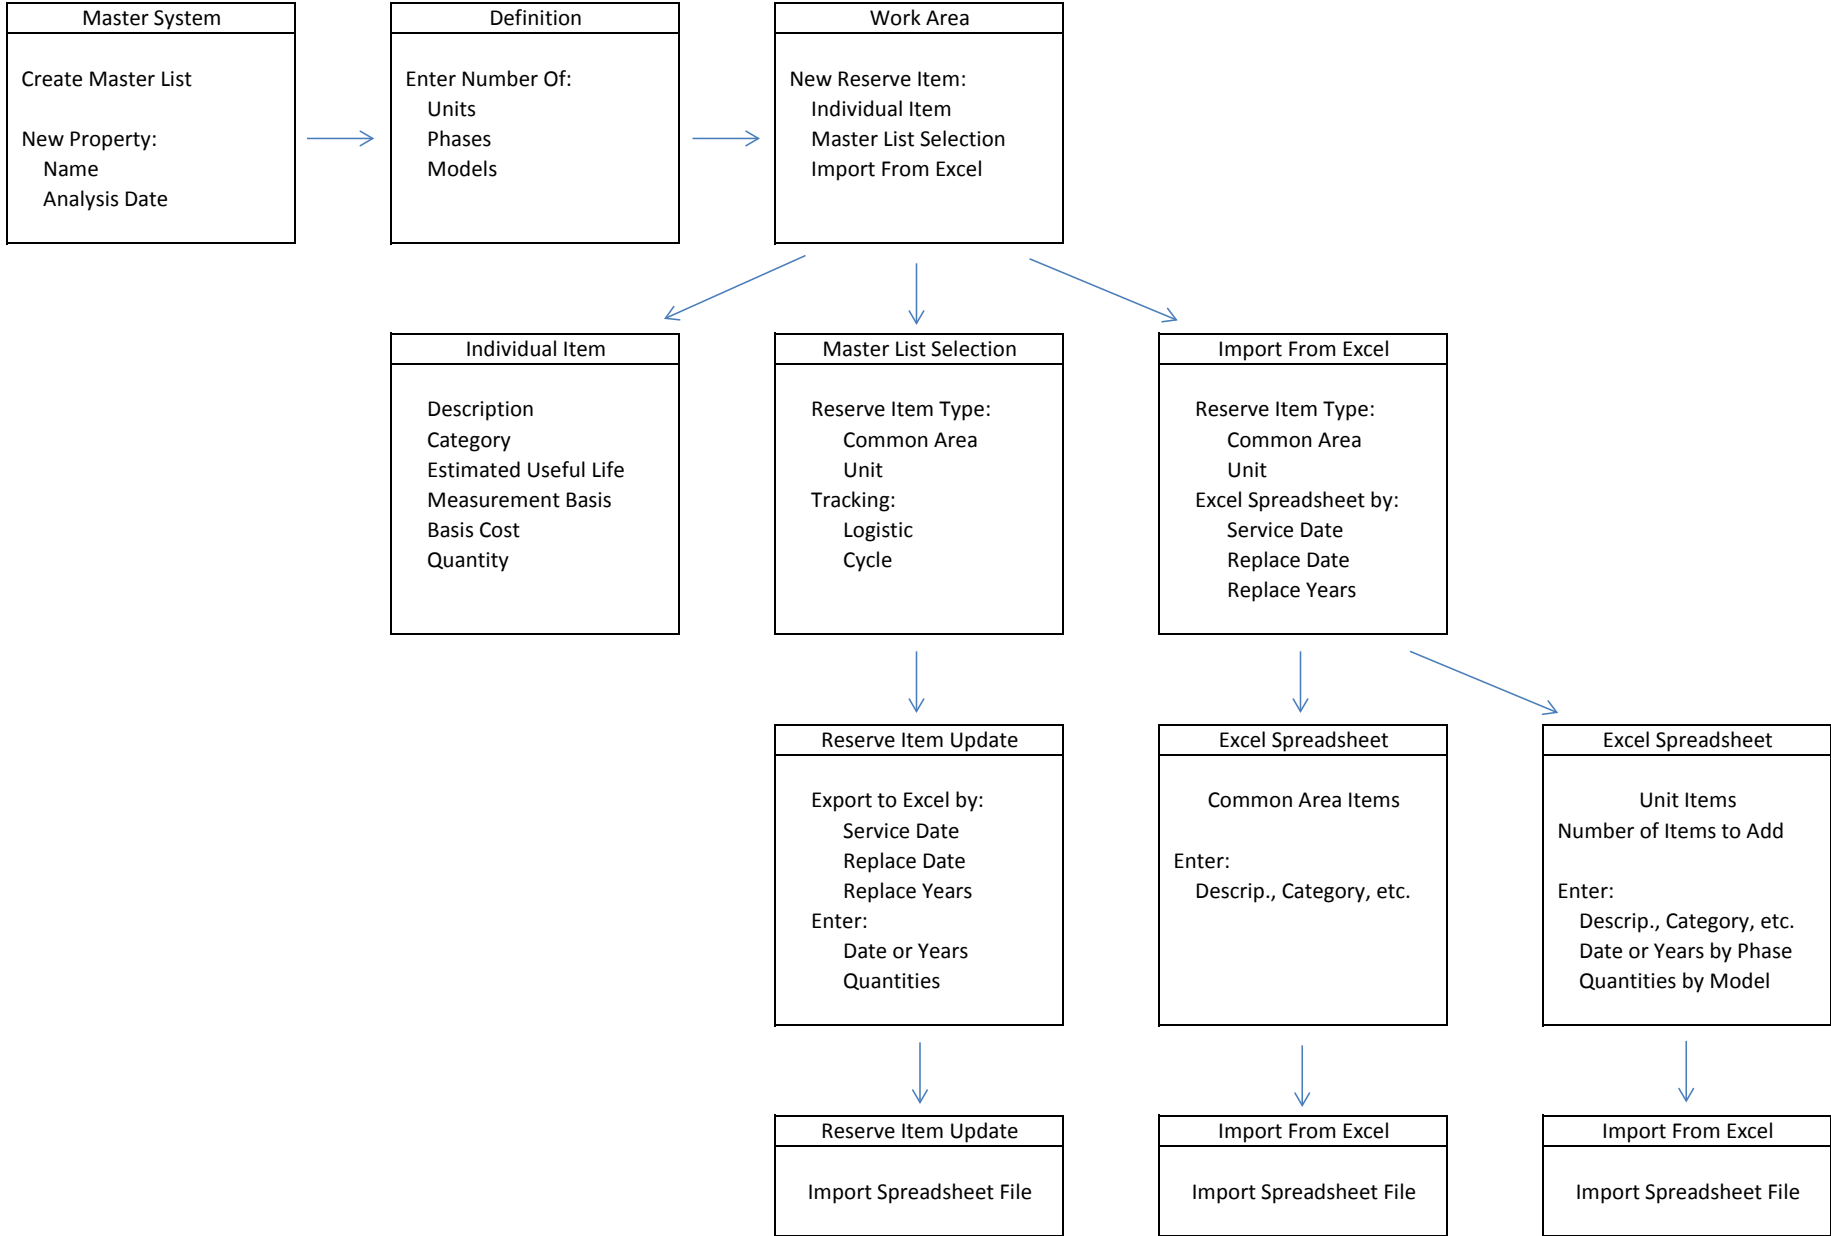 Master System
Create Master List
New Property:
Name
Analysis Date
Definition
Enter Number Of:
Units
Phases
Models
Work Area
New Reserve Item:
Individual Item
Master List Selection
Import From Excel
Individual Item
Description
Category
Estimated Useful Life
Measurement Basis
Basis Cost
Quantity
Master List Selection
Reserve Item Type:
Common Area
Unit
Tracking:
Logistic
Cycle
Import From Excel
Reserve Item Type:
Common Area
Unit
Excel Spreadsheet by:
Service Date
Replace Date
Replace Years
Reserve Item Update
Export to Excel by:
Service Date
Replace Date
Replace Years
Enter:
Date or Years
Quantities
Excel Spreadsheet
Common Area Items
Enter:
Descrip., Category, etc.
Excel Spreadsheet
Unit Items
Number of Items to Add
Enter:
Descrip., Category, etc.
Date or Years by Phase
Quantities by Model
Reserve Item Update
Import Spreadsheet File
Import From Excel
Import Spreadsheet File
Import From Excel
Import Spreadsheet File